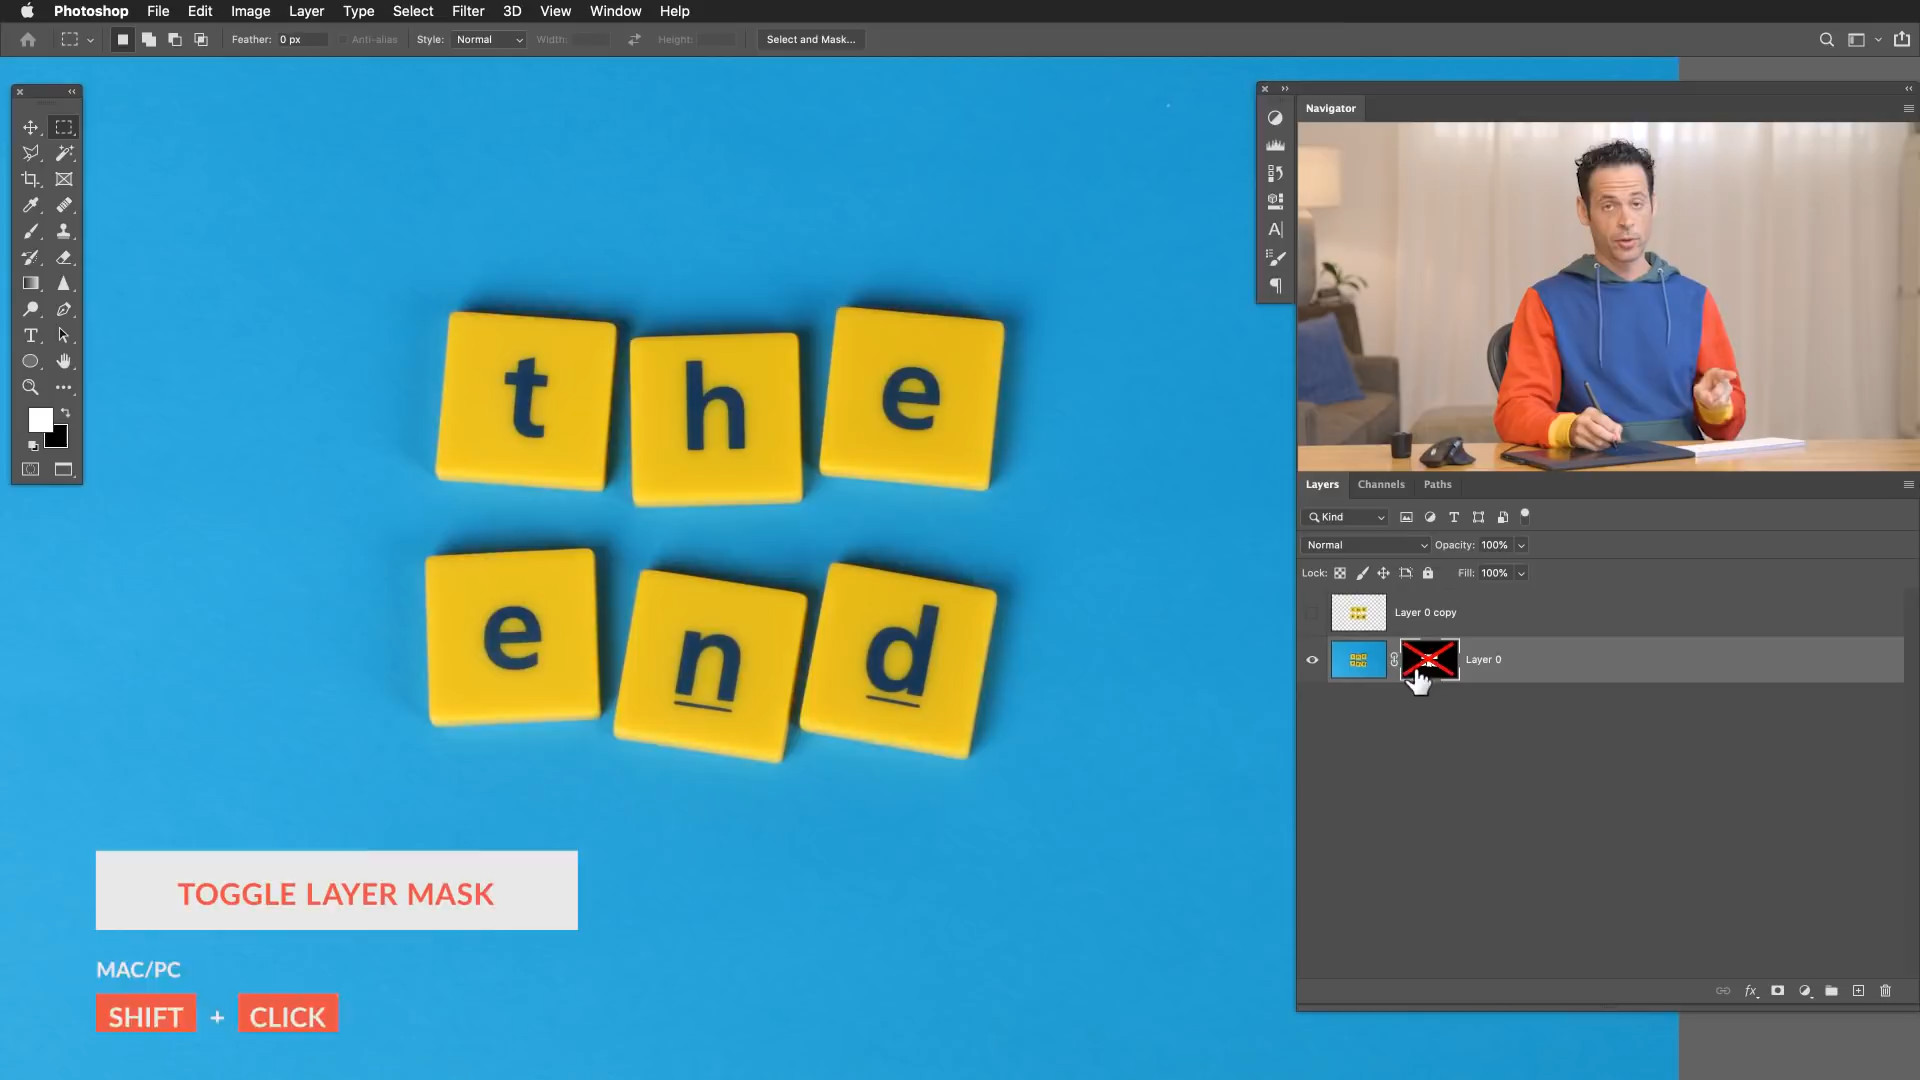 Photoshop File Edit Image Layer Type Select Filter 3D View Window Help
Feather: 0 px Anti-alias Style: Normal Width: Height: Select and Mask...
Navigator
t h e
e n d
Layers Channels Paths
Kind
Normal Opacity: 100%
Lock: Fill: 100%
Layer 0 copy
Layer 0
TOGGLE LAYER MASK
MAC/PC
SHIFT + CLICK